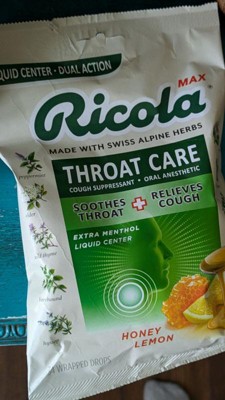 LIQUID CENTER • DUAL ACTION
MAX
Ricola
MADE WITH SWISS ALPINE HERBS
THROAT CARE
COUGH SUPPRESSANT • ORAL ANESTHETIC
SOOTHES THROAT + RELIEVES COUGH
EXTRA MENTHOL
LIQUID CENTER
HONEY
LEMON
WRAPPED DROPS